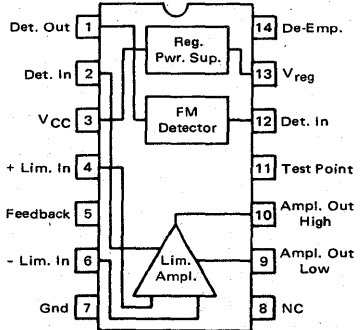 Det. Out 1
Det. In 2
VCC 3
+ Lim. In 4
Feedback 5
- Lim. In 6
Gnd 7
14 De-Emp.
13 Vreg
12 Det. In
11 Test Point
10 Ampl. Out
High
9 Ampl. Out
Low
8 NC
Reg.
Pwr. Sup.
FM
Detector
Lim.
Ampl.